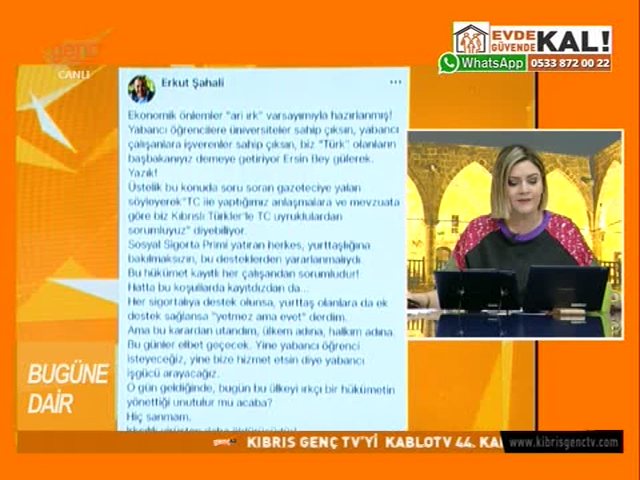 genç
CANLI
EVDE
GÜVENDE
KAL!
WhatsApp 0533 872 00 22
Erkut Şahali
Ekonomik önlemler "ari ırk" varsayımıyla hazırlanmış!
Yabancı öğrencilere üniversiteler sahip çıksın, yabancı
çalışanlara işverenler sahip çıksın, biz "Türk" olanların
başbakanıyız demeye getiriyor Ersin Bey gülerek.
Yazık!
Üstelik bu konuda soru soran gazeteciye yalan
söyleyerek"TC ile yaptığımız anlaşmalara ve mevzuata
göre biz Kıbrıslı Türkler'le TC uyruklulardan
sorumluyuz" diyebiliyor.
Sosyal Sigorta Primi yatıran herkes, yurttaşlığına
bakılmaksızın, bu desteklerden yararlanmalıydı.
Bu hükümet kayıtlı her çalışandan sorumludur!
Hatta bu koşullarda kayıtdızdan da...
Her sigortalıya destek olunsa, yurttaş olanlara da ek
destek sağlansa "yetmez ama evet" derdim.
Ama bu karardan utandım, ülkem adına, halkım adına.
Bu günler elbet geçecek. Yine yabancı öğrenci
isteyeceğiz, yine bize hizmet etsin diye yabancı
işgücü arayacağız.
O gün geldiğinde, bugün bu ülkeyi ırkçı bir hükümetin
yönettiği unutulur mu acaba?
Hiç sanmam.
BUGÜNE
DAİR
genç KIBRIS GENÇ TV'Yİ KABLOTV 44. KA
www.kibrisgenctv.com